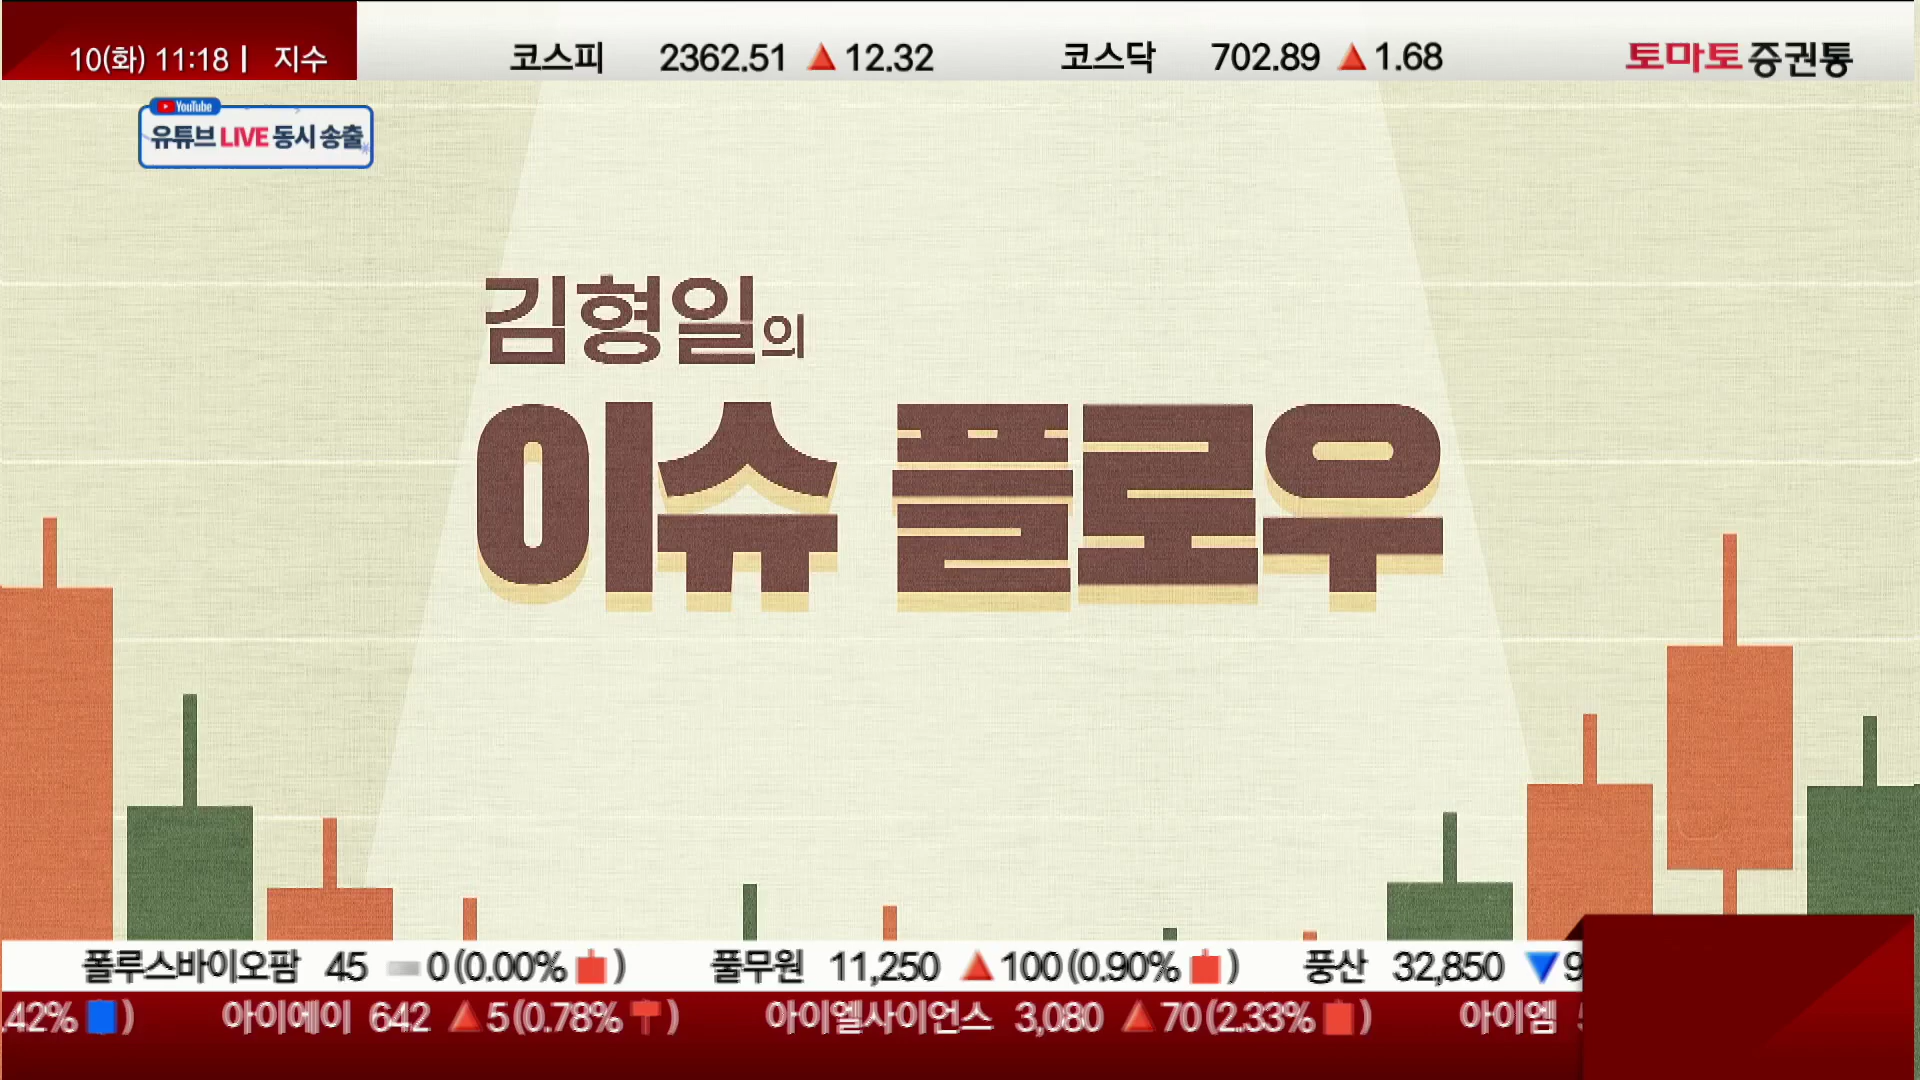 10(화) 11:18 | 지수 코스피 2362.51 ▲ 12.32 코스닥 702.89 ▲ 1.68 토마토증권통
YouTube
유튜브 LIVE 동시 송출
김형일의
이슈 플로우
폴루스바이오팜 45 0(0.00% ) 풀무원 11,250 ▲100(0.90% ) 풍산 32,850 ▼9
.42% ) 아이에이 642 ▲5(0.78% ) 아이엘사이언스 3,080 ▲70(2.33% ) 아이엠